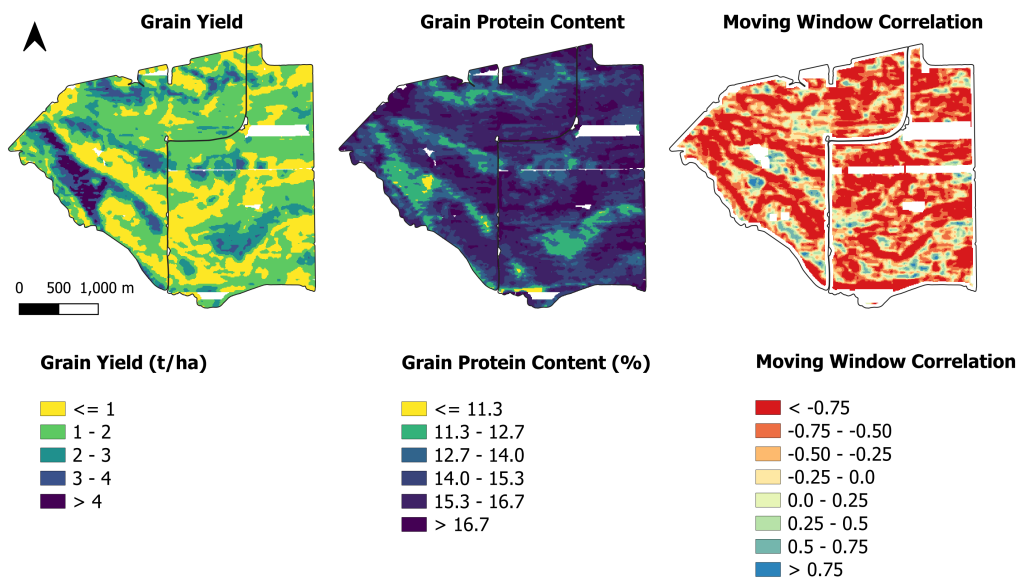 Grain Yield
Grain Protein Content
Moving Window Correlation
0 500 1,000 m
Grain Yield (t/ha)
<= 1
1 - 2
2 - 3
3 - 4
> 4
Grain Protein Content (%)
<= 11.3
11.3 - 12.7
12.7 - 14.0
14.0 - 15.3
15.3 - 16.7
> 16.7
Moving Window Correlation
< -0.75
-0.75 - -0.50
-0.50 - -0.25
-0.25 - 0.0
0.0 - 0.25
0.25 - 0.5
0.5 - 0.75
> 0.75